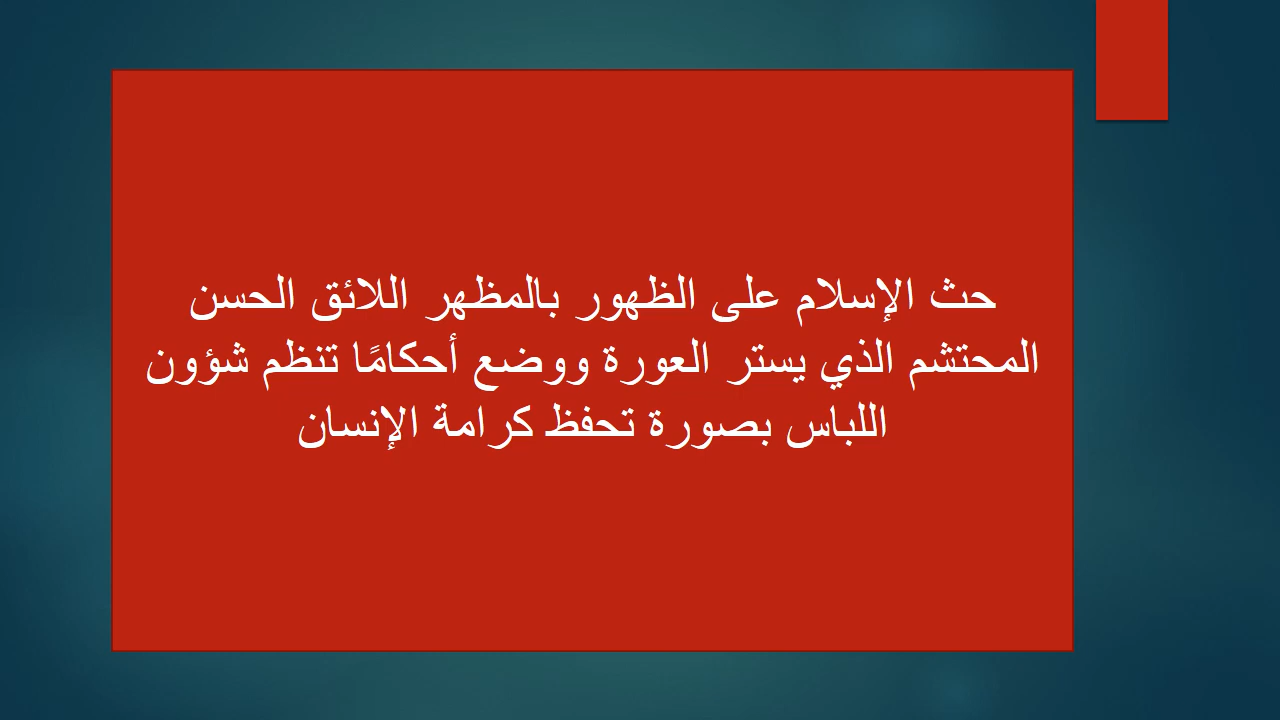 حث الإسلام على الظهور بالمظهر اللائق الحسن
المحتشم الذي يستر العورة ووضع أحكامًا تنظم شؤون
اللباس بصورة تحفظ كرامة الإنسان